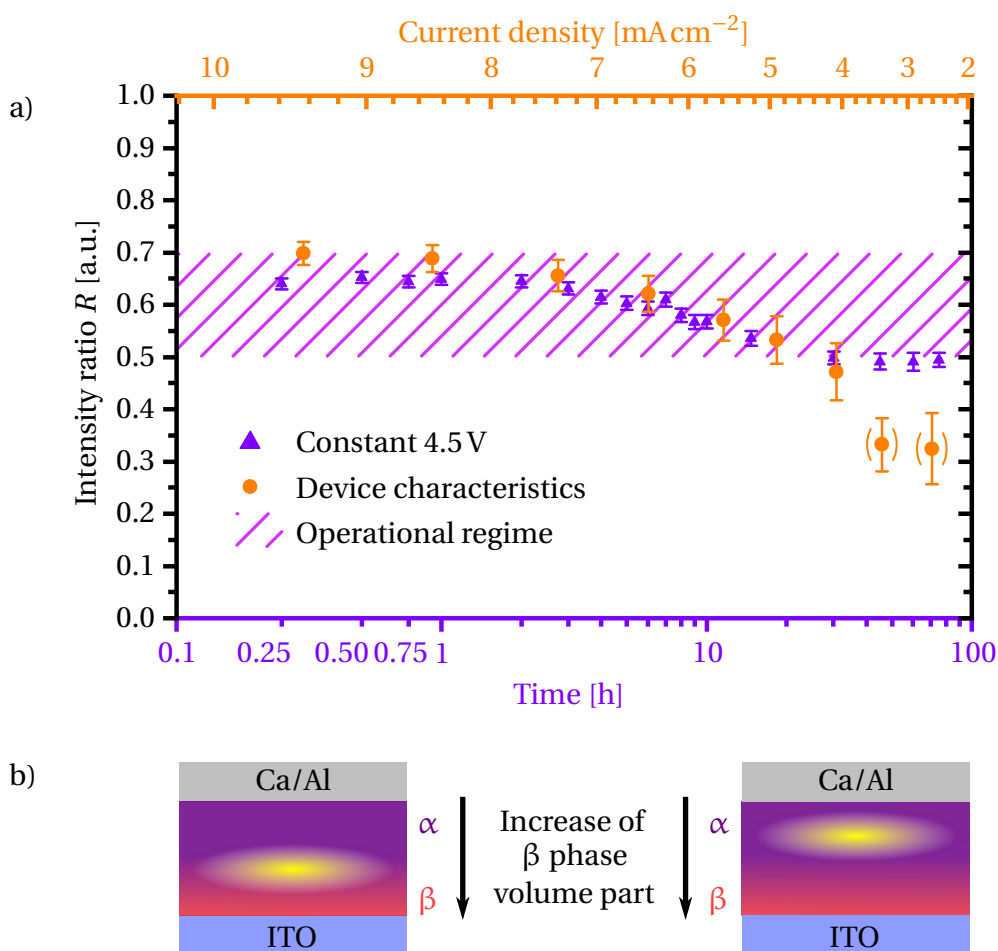 a)
Current density [mA cm⁻²]
10 9 8 7 6 5 4 3 2
Intensity ratio R [a.u.]
1.0
0.9
0.8
0.7
0.6
0.5
0.4
0.3
0.2
0.1
0.0
Constant 4.5 V
Device characteristics
Operational regime
0.1 0.25 0.50 0.75 1 10 100
Time [h]
b)
Ca/Al
α
β
ITO
Increase of
β phase
volume part
Ca/Al
α
β
ITO